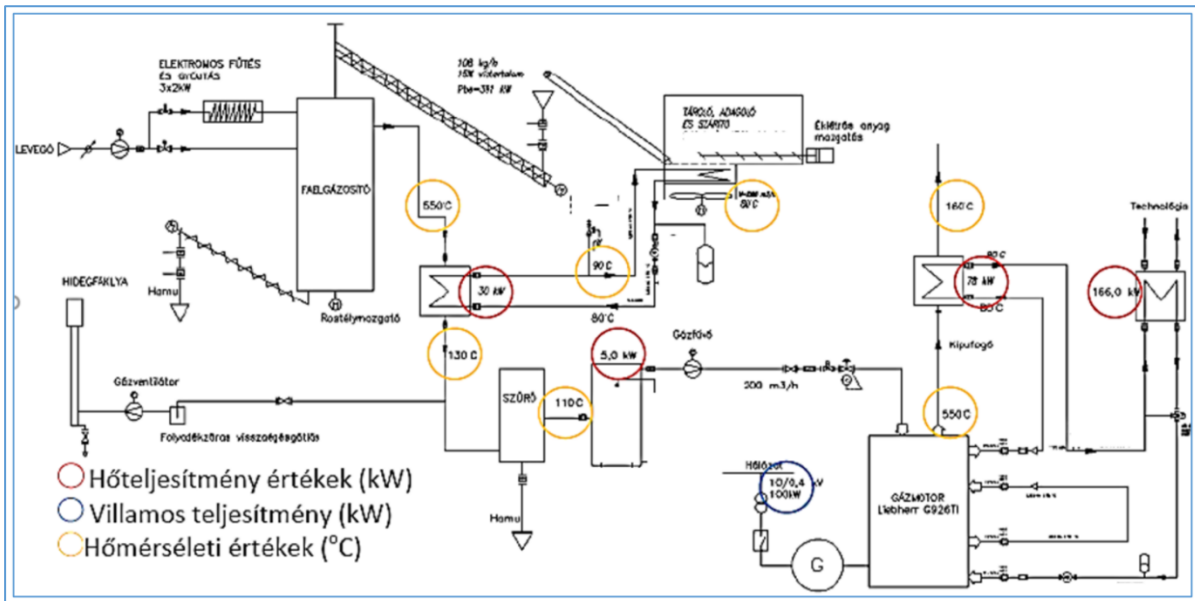 ELEKTROMOS FŰTÉS
ÉS GYÚJTÁS
3x2kW
LEVEGŐ
FAELGÁZOSÍTÓ
108 kg/h
15% víztartalom
TÁROLÓ, ADAGOLÓ
ÉS SZÁRÍTÓ
Ékléttrás anyag
mozgatás
550°C
160°C
Technológia
HIDEGFÁKLYA
Hamu
Rostélymozgató
30 kW
90°C
80°C
78 kW
166,0 kW
Kipufogó
130°C
5,0 kW
Gázfúvó
200 m3/h
Gázventilátor
SZŰRŐ
110°C
550°C
Folyadékzáras visszaégésgátlás
Hamu
Hálózat
10/0,4 kV
100kW
G
GÁZMOTOR
Liebherr G926TI
Hőteljesítmény értékek (kW)
Villamos teljesítmény (kW)
Hőmérséleti értékek (°C)